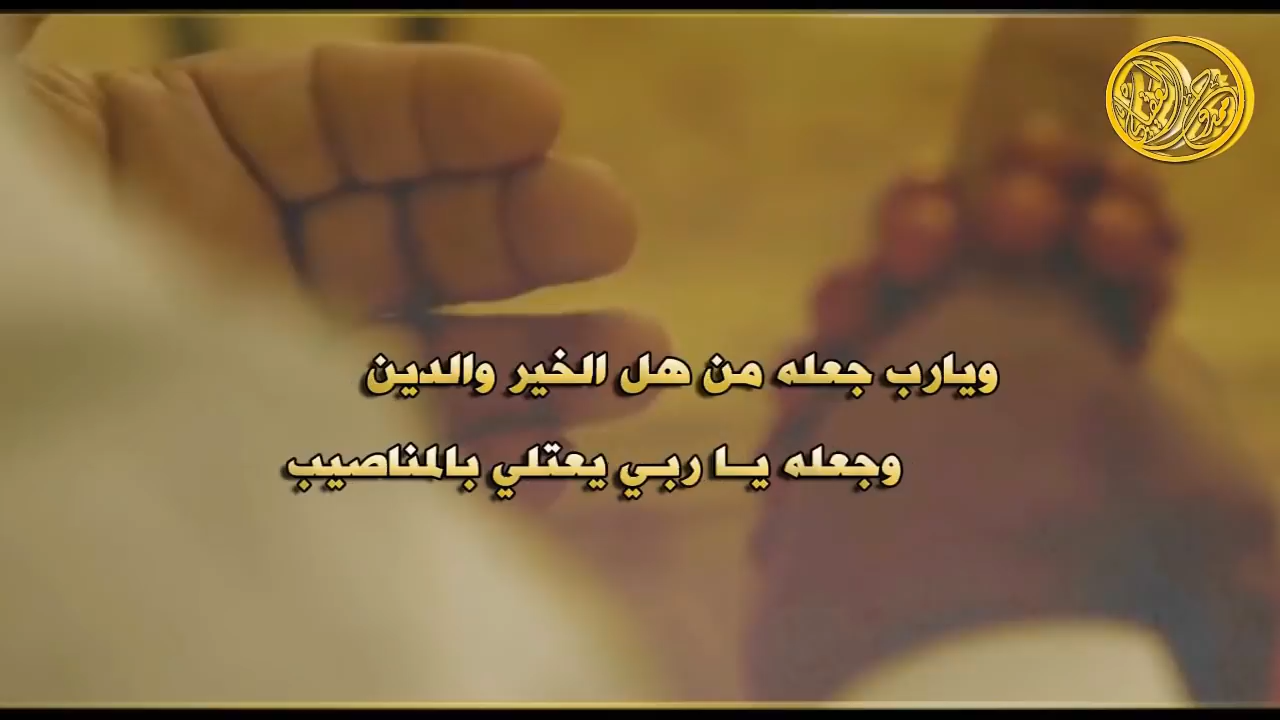 ويارب جعله من هل الخير والدين
وجعله يا ربي يعتلي بالمناصيب